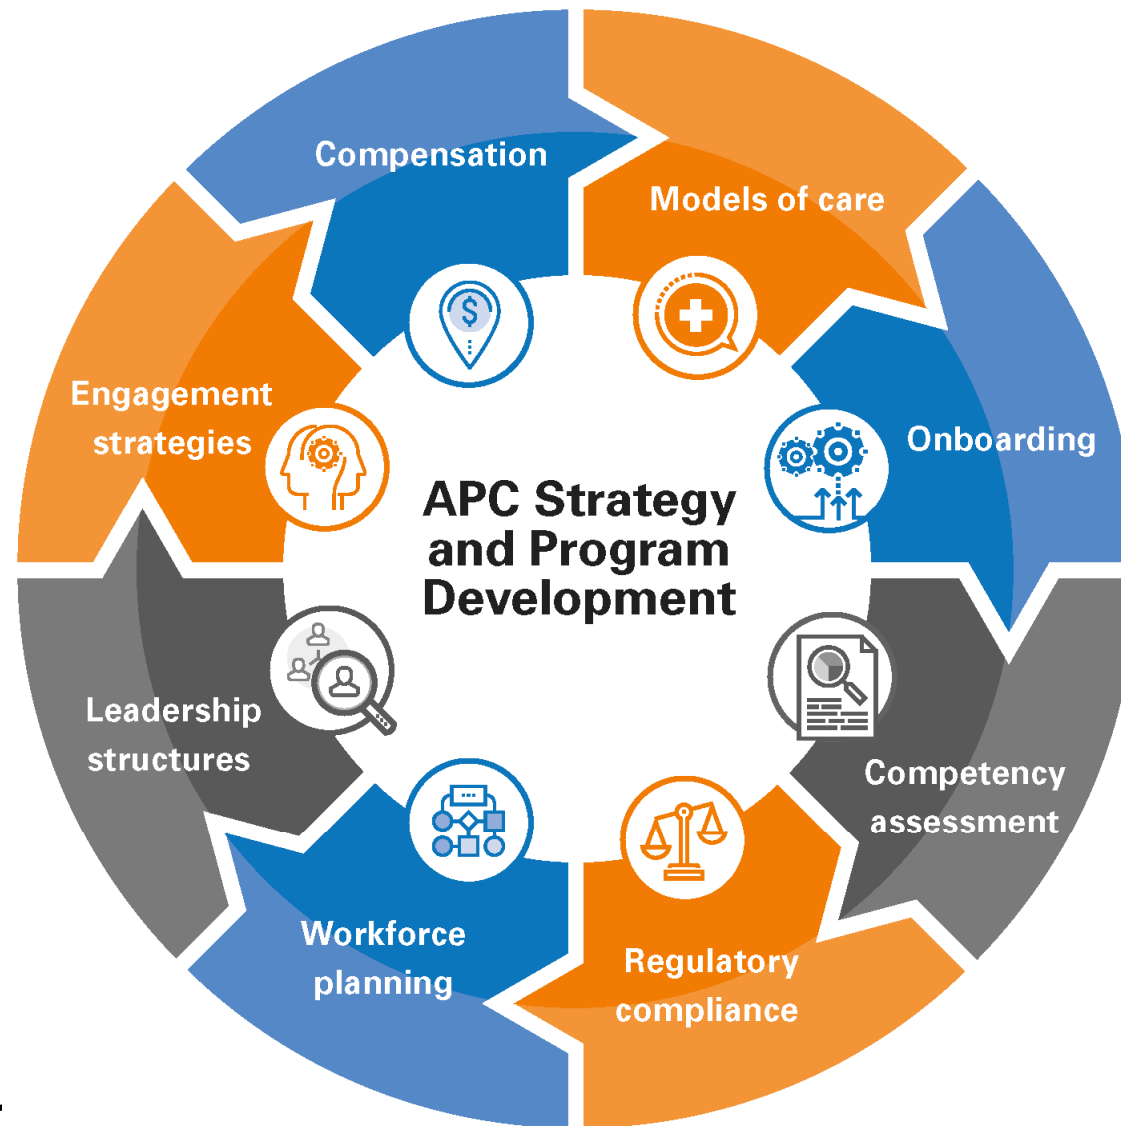 Compensation
Models of care
Engagement
strategies
$
Onboarding
APC Strategy
and Program
Development
Leadership
structures
Competency
assessment
Workforce
planning
Regulatory
compliance